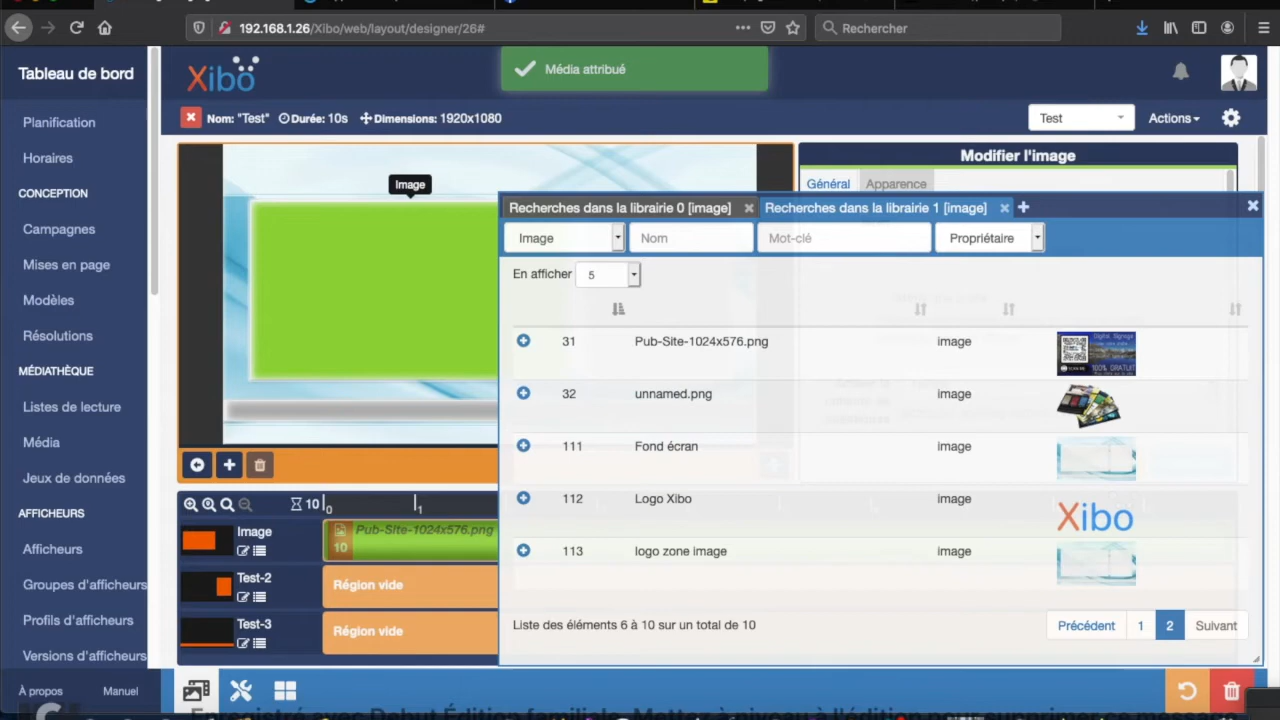 192.168.1.26/Xibo/web/layout/designer/26#
Rechercher
Tableau de bord
Planification
Horaires
CONCEPTION
Campagnes
Mises en page
Modèles
Résolutions
MÉDIATHÈQUE
Listes de lecture
Média
Jeux de données
AFFICHEURS
Afficheurs
Groupes d'afficheurs
Profils d'afficheurs
Versions d'afficheurs
À propos Manuel
Xibo
Média attribué
Nom: "Test" Durée: 10s Dimensions: 1920x1080
Test
Actions
Image
Modifier l'image
Général Apparence
Recherches dans la librairie 0 [image] Recherches dans la librairie 1 [image]
Image Nom Mot-clé Propriétaire
En afficher 5
31 Pub-Site-1024x576.png image
32 unnamed.png image
111 Fond écran image
112 Logo Xibo image Xibo
113 logo zone image image
Liste des éléments 6 à 10 sur un total de 10
Précédent 1 2 Suivant
10 0 1
Image
Pub-Site-1024x576.png
10
Test-2
Région vide
Test-3
Région vide